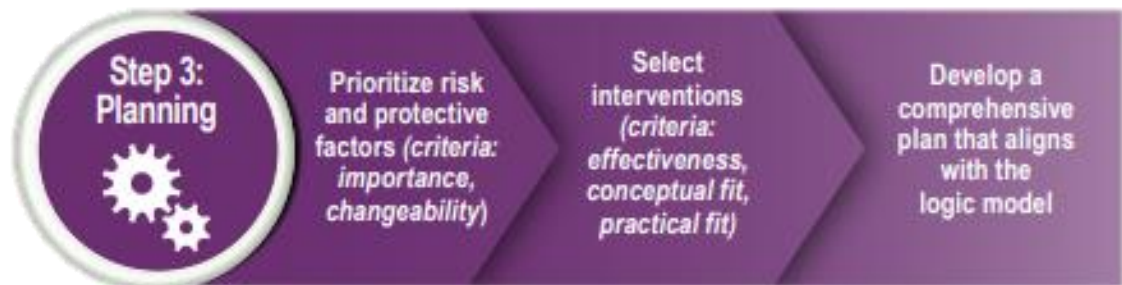 Step 3:
Planning
Prioritize risk
and protective
factors (criteria:
importance,
changeability)
Select
interventions
(criteria:
effectiveness,
conceptual fit,
practical fit)
Develop a
comprehensive
plan that aligns
with the
logic model